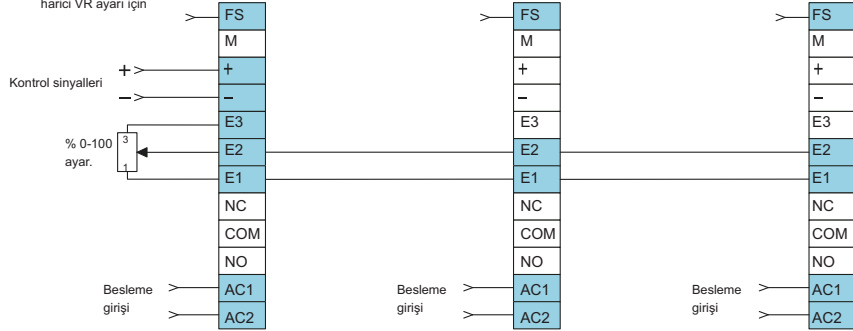 harici VR ayarı için
FS FS FS
M M M
Kontrol sinyalleri
+ + + +
− − − −
E3 E3 E3
% 0-100
ayar.
3
1
E2 E2 E2
E1 E1 E1
NC NC NC
COM COM COM
NO NO NO
Besleme
girişi
AC1
AC2
Besleme
girişi
AC1
AC2
Besleme
girişi
AC1
AC2